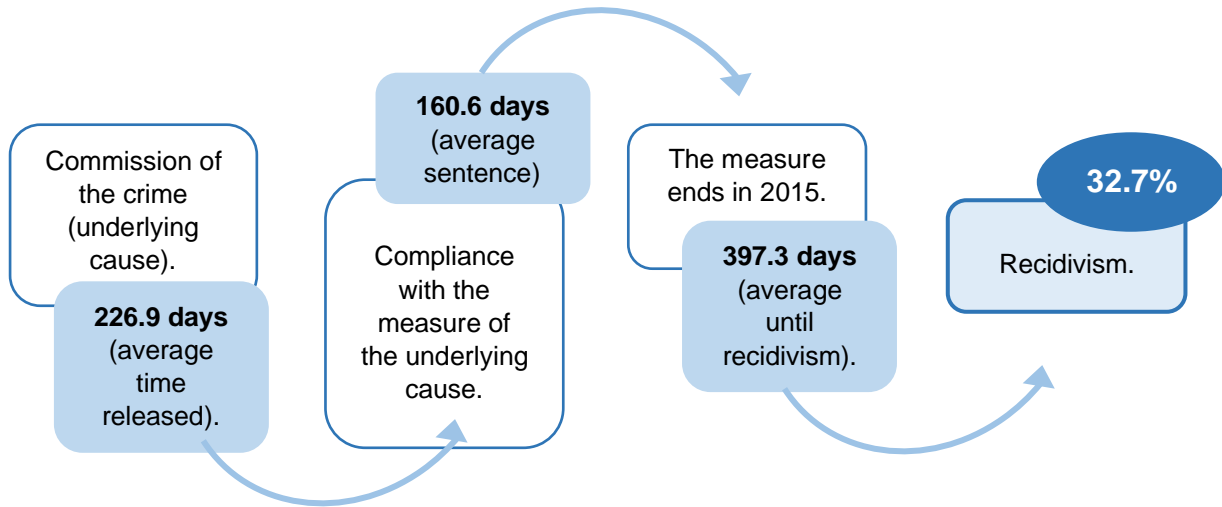 Commission of
the crime
(underlying
cause).
226.9 days
(average
time
released).
160.6 days
(average
sentence)
Compliance
with the
measure of
the underlying
cause.
The measure
ends in 2015.
397.3 days
(average
until
recidivism).
32.7%
Recidivism.